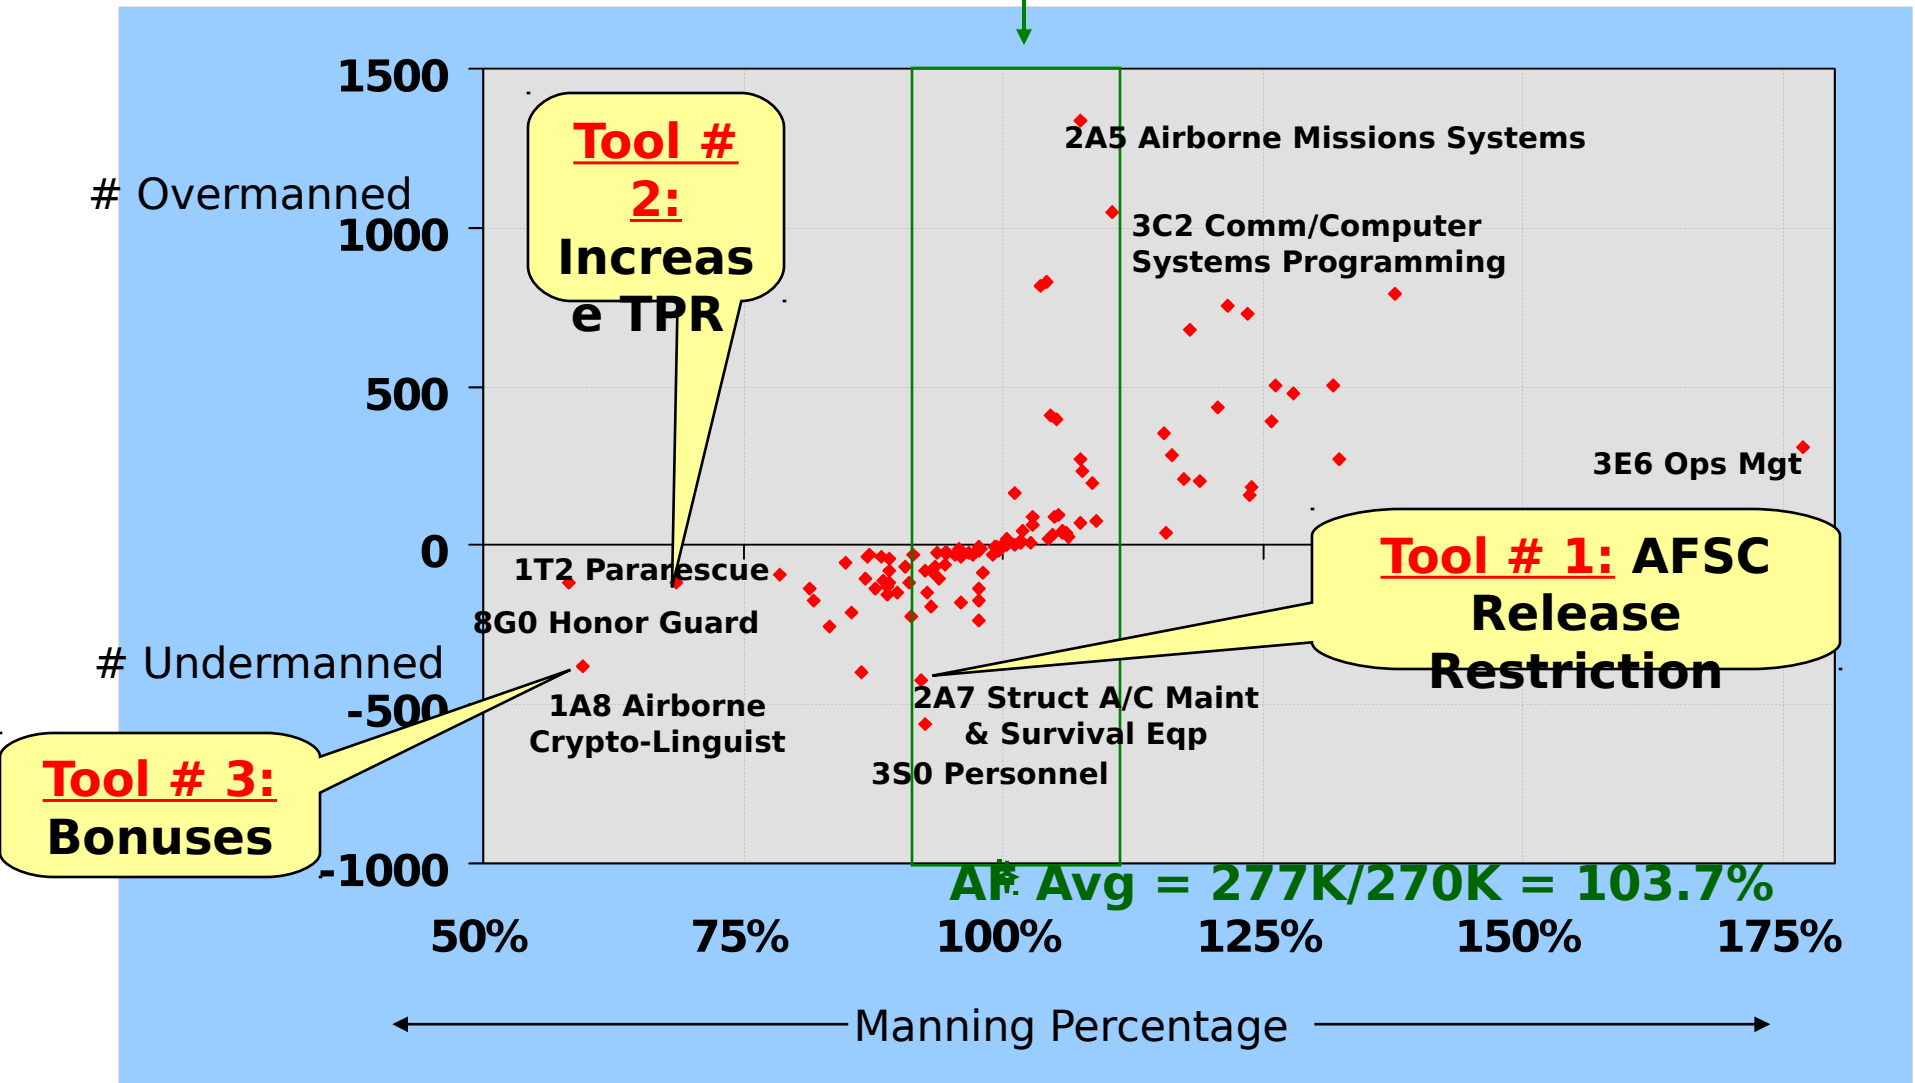 1500
Tool #
2:
Increas
e TPR
2A5 Airborne Missions Systems
# Overmanned
1000
3C2 Comm/Computer
Systems Programming
500
3E6 Ops Mgt
0
1T2 Pararescue
Tool # 1: AFSC
Release
Restriction
8G0 Honor Guard
# Undermanned
-500
1A8 Airborne
Crypto-Linguist
2A7 Struct A/C Maint
& Survival Eqp
3S0 Personnel
Tool # 3:
Bonuses
-1000
AF Avg = 277K/270K = 103.7%
50%
75%
100%
125%
150%
175%
Manning Percentage